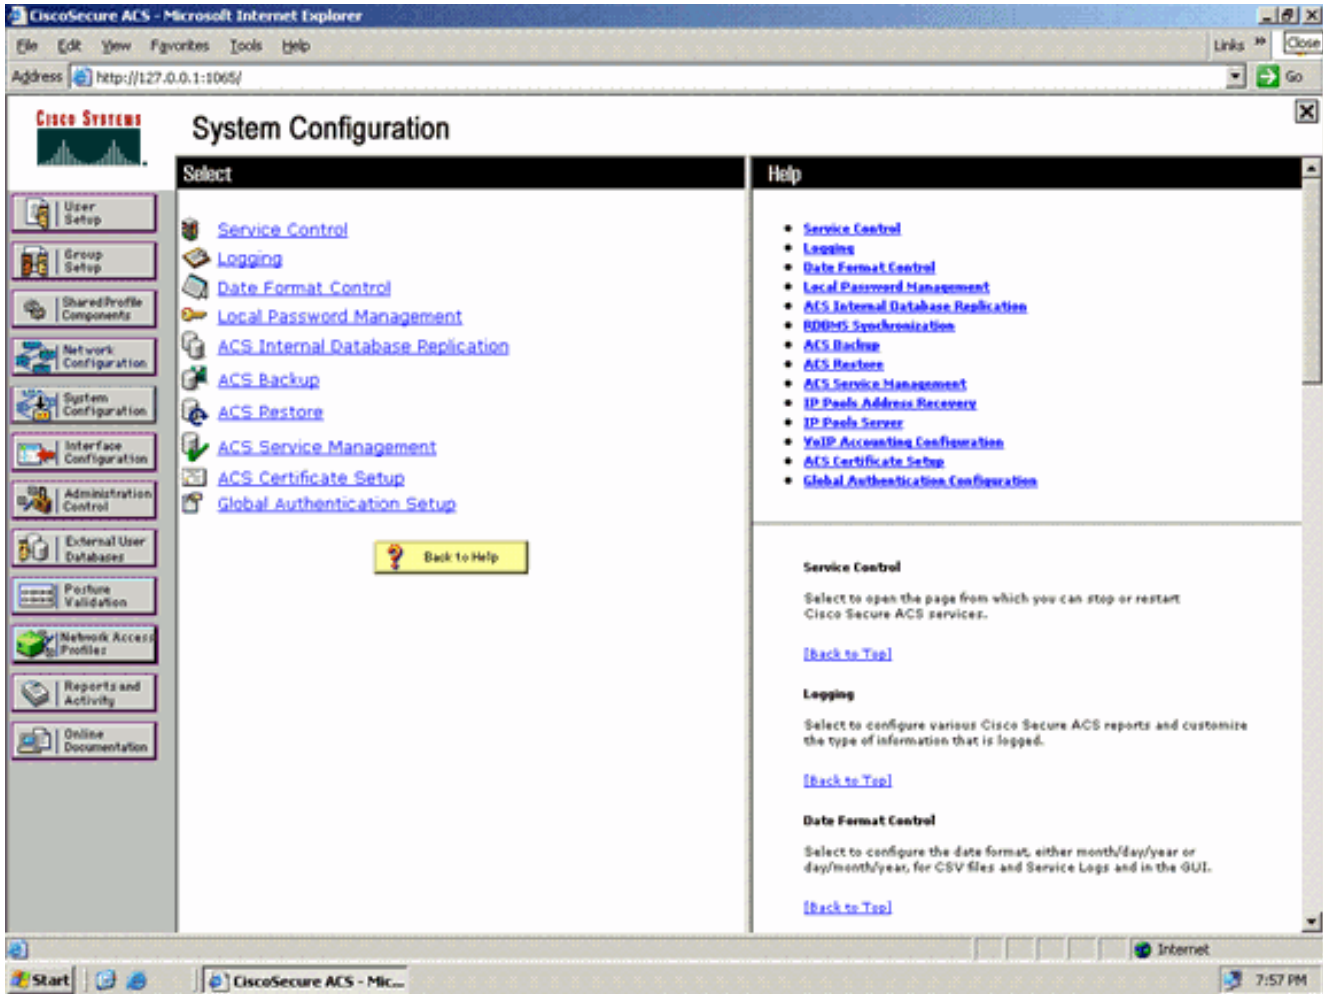 CiscoSecure ACS - Microsoft Internet Explorer
File Edit View Favorites Tools Help
Links » Close
Address http://127.0.0.1:1065/ Go
CISCO SYSTEMS
System Configuration
Select
Help
User
Setup
Group
Setup
Shared Profile
Components
Network
Configuration
System
Configuration
Interface
Configuration
Administration
Control
External User
Databases
Posture
Validation
Network Access
Profiles
Reports and
Activity
Online
Documentation
Service Control
Logging
Date Format Control
Local Password Management
ACS Internal Database Replication
ACS Backup
ACS Restore
ACS Service Management
ACS Certificate Setup
Global Authentication Setup
Back to Help
Service Control
Logging
Date Format Control
Local Password Management
ACS Internal Database Replication
RDBMS Synchronization
ACS Backup
ACS Restore
ACS Service Management
IP Pools Address Recovery
IP Pools Server
VoIP Accounting Configuration
ACS Certificate Setup
Global Authentication Configuration
Service Control
Select to open the page from which you can stop or restart
Cisco Secure ACS services.
[Back to Top]
Logging
Select to configure various Cisco Secure ACS reports and customize
the type of information that is logged.
[Back to Top]
Date Format Control
Select to configure the date format, either month/day/year or
day/month/year, for CSV files and Service Logs and in the GUI.
[Back to Top]
Internet
Start
CiscoSecure ACS - Mic...
7:57 PM